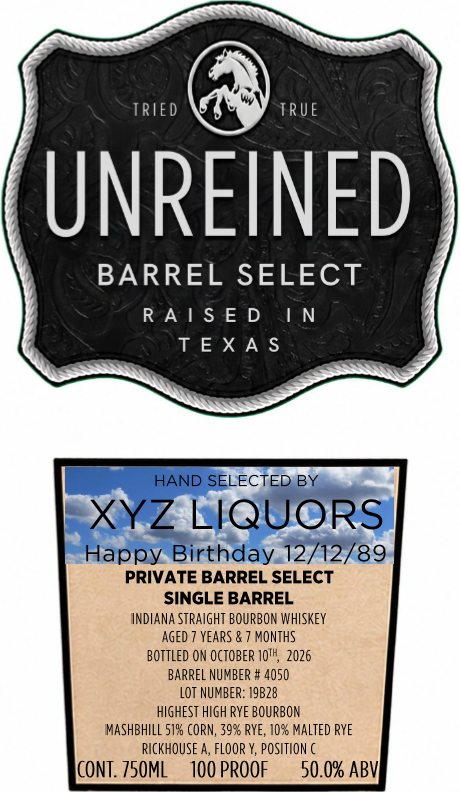 TRIED TRUE
UNREINED
BARREL SELECT
RAISED IN
TEXAS
HAND SELECTED BY
XYZ LIQUORS
Happy Birthday 12/12/89
PRIVATE BARREL SELECT
SINGLE BARREL
INDIANA STRAIGHT BOURBON WHISKEY
AGED 7 YEARS & 7 MONTHS
BOTTLED ON OCTOBER 10TH, 2026
BARREL NUMBER # 4050
LOT NUMBER: 19B28
HIGHEST HIGH RYE BOURBON
MASHBHILL 51% CORN, 39% RYE, 10% MALTED RYE
RICKHOUSE A, FLOOR Y, POSITION C
CONT. 750ML 100 PROOF 50.0% ABV